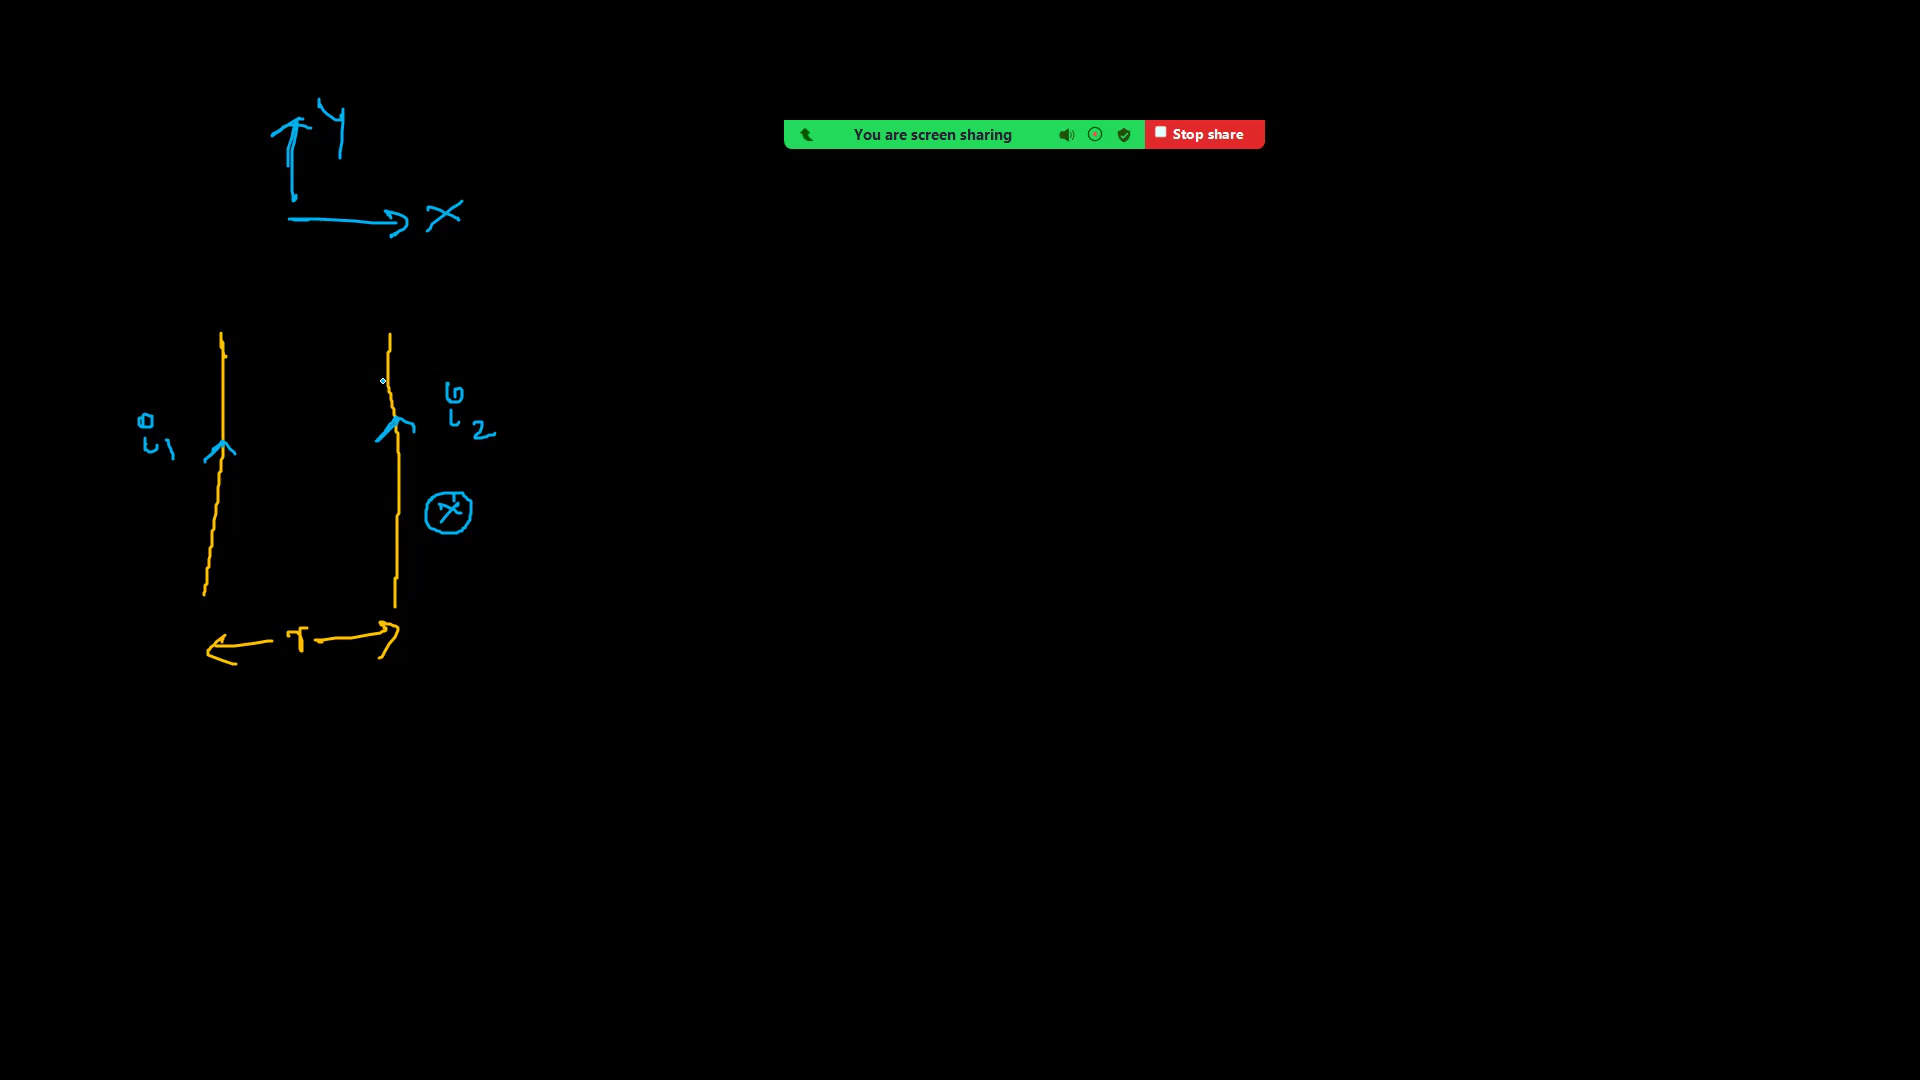 Y
X
You are screen sharing
Stop share
i1
i2
x
r